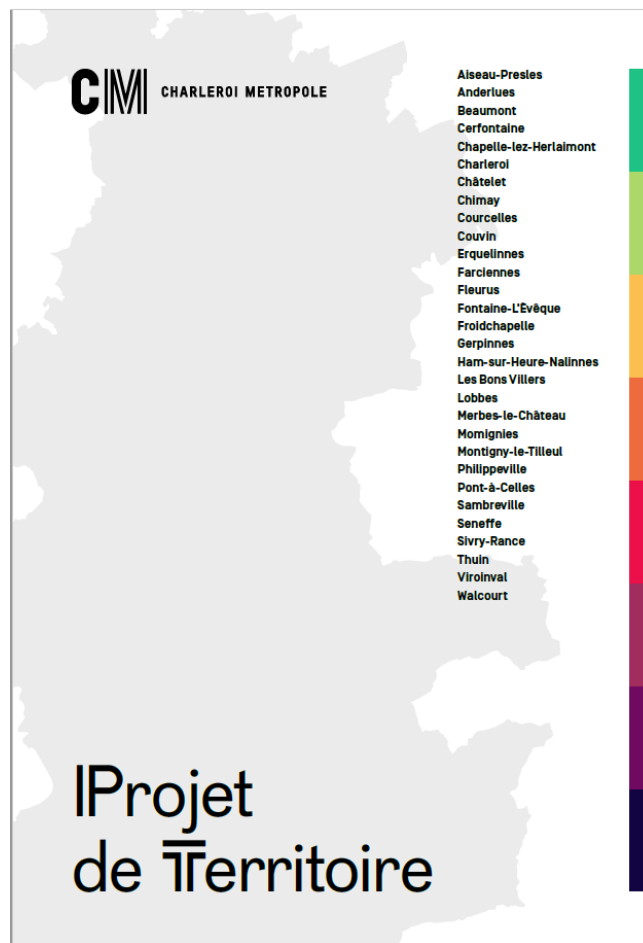 CM CHARLEROI METROPOLE
Aiseau-Presles
Anderlues
Beaumont
Cerfontaine
Chapelle-lez-Herlaimont
Charleroi
Châtelet
Chimay
Courcelles
Couvin
Erquelinnes
Farciennes
Fleurus
Fontaine-L'Évêque
Froidchapelle
Gerpinnes
Ham-sur-Heure-Nalinnes
Les Bons Villers
Lobbes
Merbes-le-Château
Momignies
Montigny-le-Tilleul
Philippeville
Pont-à-Celles
Sambreville
Seneffe
Sivry-Rance
Thuin
Viroinval
Walcourt
Projet
de Territoire